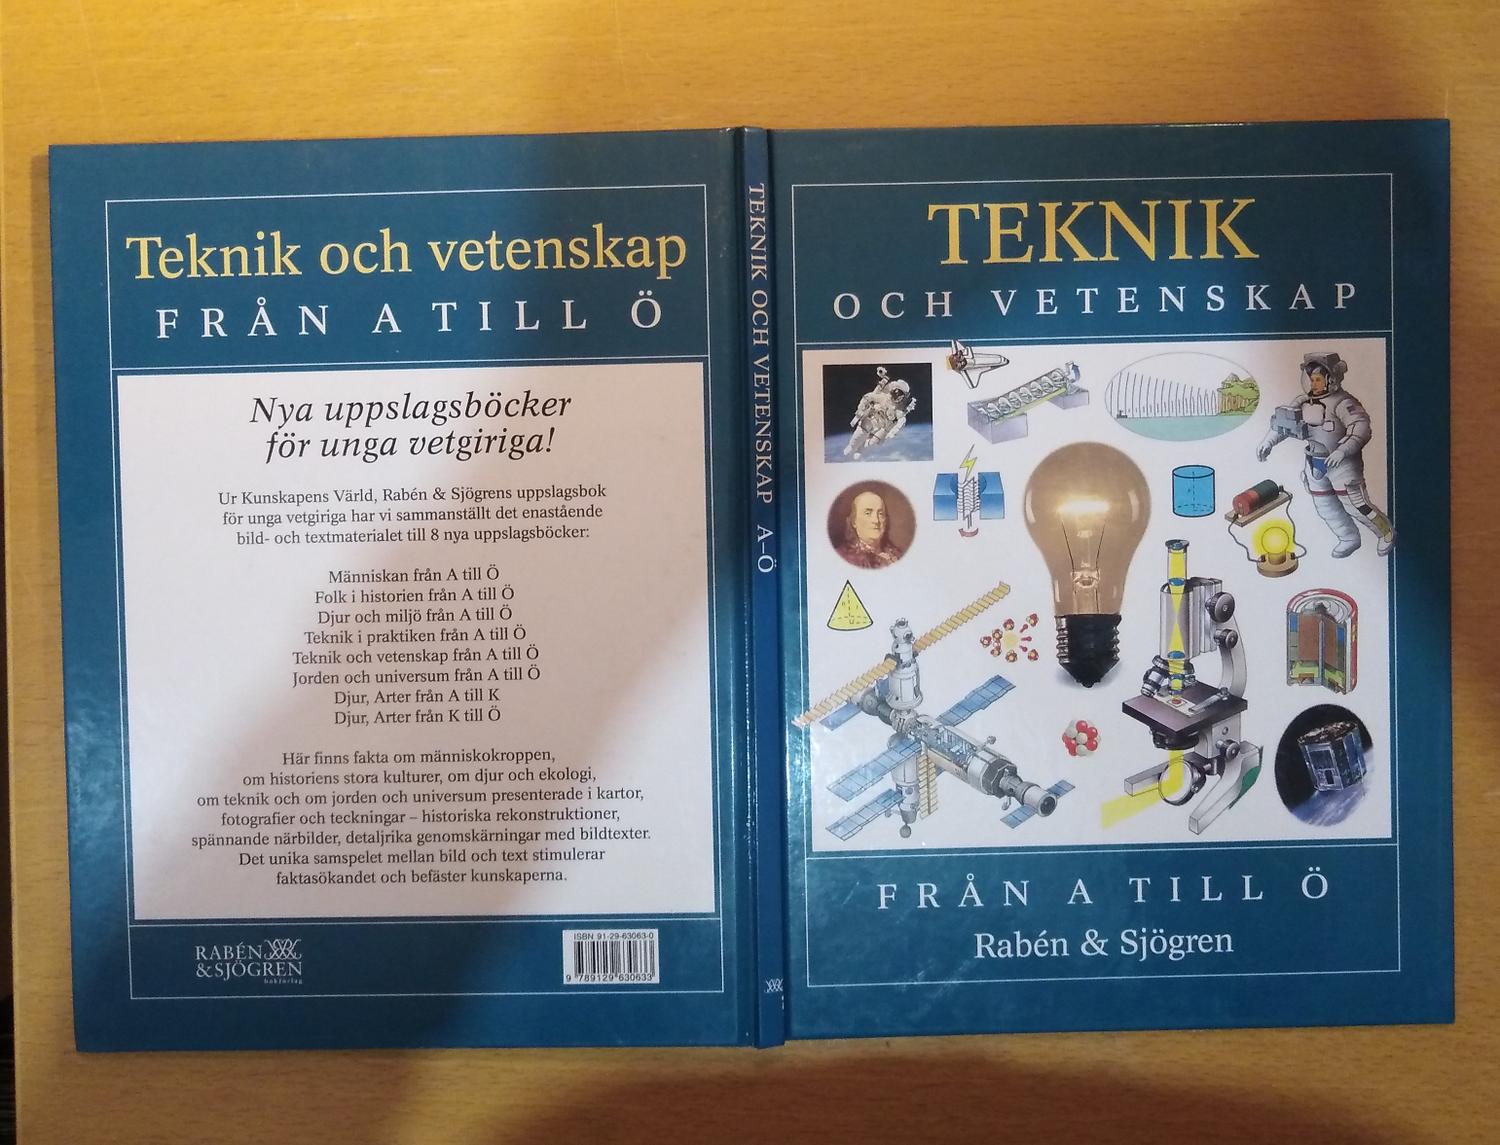 Teknik och vetenskap
FRÅN A TILL Ö
Nya uppslagsböcker
för unga vetgiriga!
Ur Kunskapens Värld, Rabén & Sjögrens uppslagsbok
för unga vetgiriga har vi sammanställt det enastående
bild- och textmaterialet till 8 nya uppslagsböcker:
Människan från A till Ö
Folk i historien från A till Ö
Djur och miljö från A till Ö
Teknik i praktiken från A till Ö
Teknik och vetenskap från A till Ö
Jorden och universum från A till Ö
Djur, Arter från A till K
Djur, Arter från K till Ö
Här finns fakta om människokroppen,
om historiens stora kulturer, om djur och ekologi,
om teknik och om jorden och universum presenterade i kartor,
fotografier och teckningar – historiska rekonstruktioner,
spännande närbilder, detaljrika genomskärningar med bildtexter.
Det unika samspelet mellan bild och text stimulerar
faktasökandet och befäster kunskaperna.
RABÉN
&SJÖGREN
bokförlag
ISBN 91-29-63063-0
9 789129 630633
TEKNIK OCH VETENSKAP A–Ö
TEKNIK
OCH VETENSKAP
FRÅN A TILL Ö
Rabén & Sjögren